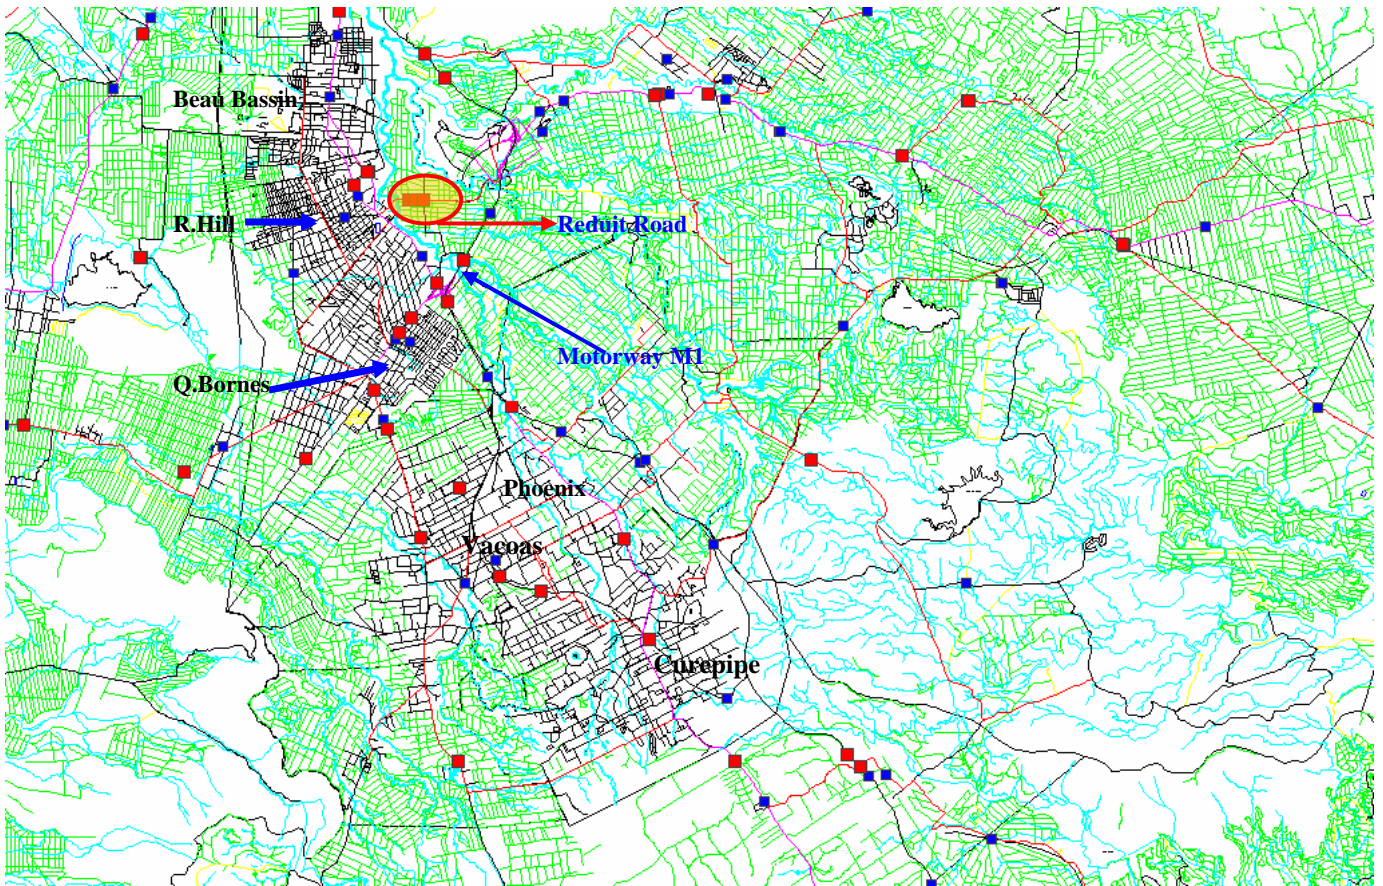 Beau Bassin
R.Hill
Reduit Road
Motorway M1
Q.Bornes
Phoenix
Vacoas
Curepipe